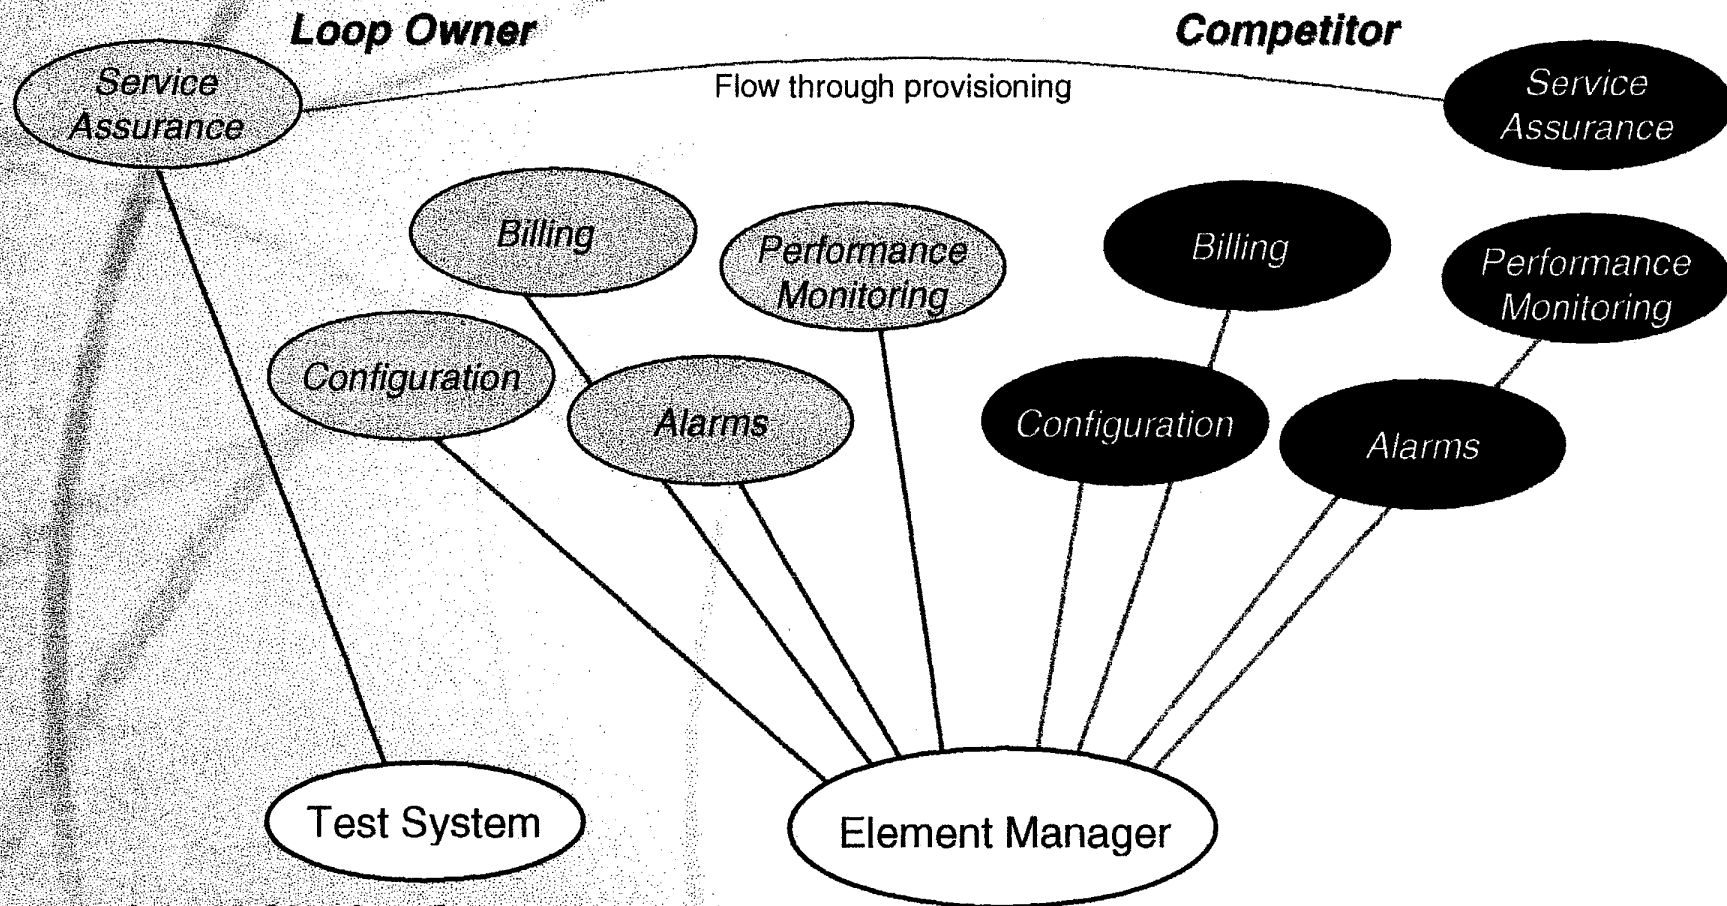 Loop Owner
Competitor
Service
Assurance
Flow through provisioning
Service
Assurance
Billing
Performance
Monitoring
Billing
Performance
Monitoring
Configuration
Alarms
Configuration
Alarms
Test System
Element Manager